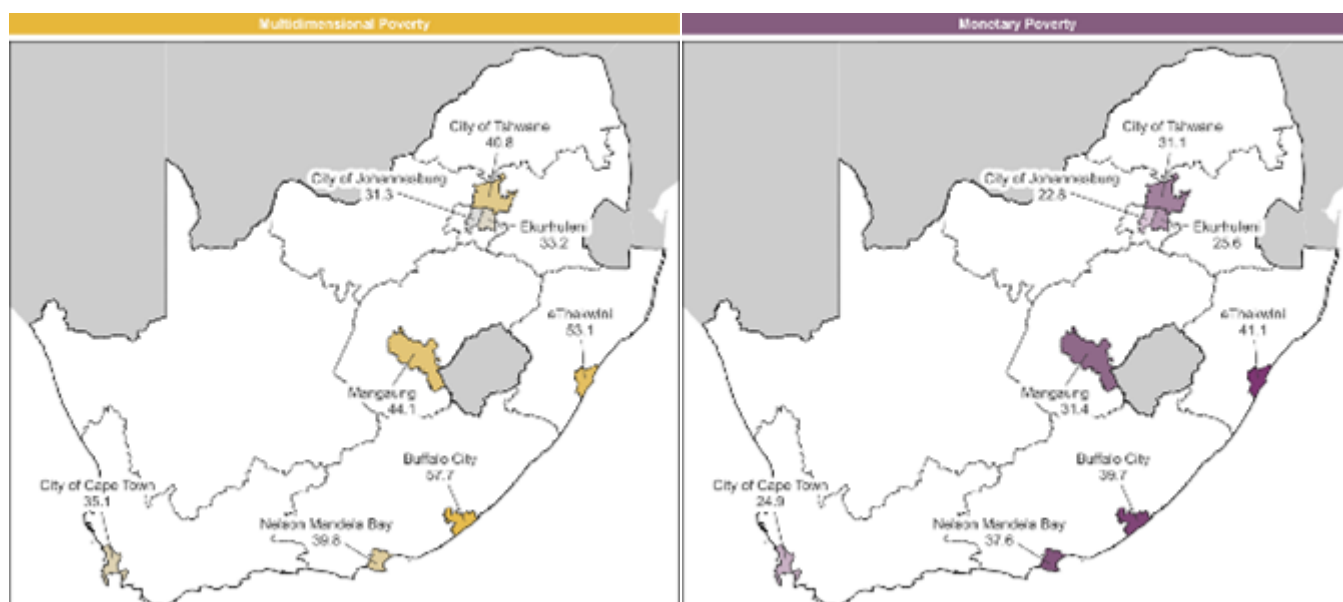 Multidimensional Poverty
City of Tshwane
40.8
City of Johannesburg
31.3
Ekurhuleni
33.2
eThekwini
53.1
Mangaung
44.1
Buffalo City
57.7
City of Cape Town
35.1
Nelson Mandela Bay
39.8
Monetary Poverty
City of Tshwane
31.1
City of Johannesburg
22.8
Ekurhuleni
25.6
eThekwini
41.1
Mangaung
31.4
Buffalo City
39.7
City of Cape Town
24.9
Nelson Mandela Bay
37.6